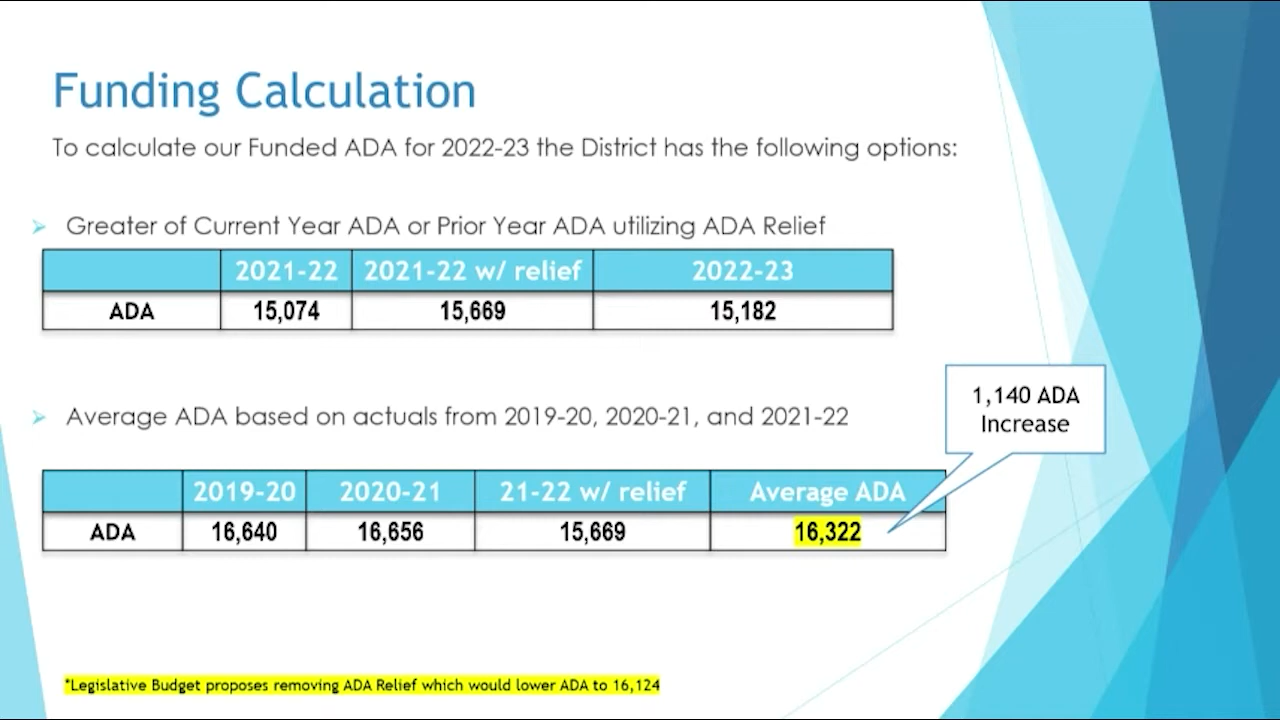 Funding Calculation
To calculate our Funded ADA for 2022-23 the District has the following options:
Greater of Current Year ADA or Prior Year ADA utilizing ADA Relief
2021-22 2021-22 w/ relief 2022-23
ADA 15,074 15,669 15,182
1,140 ADA
Increase
Average ADA based on actuals from 2019-20, 2020-21, and 2021-22
2019-20 2020-21 21-22 w/ relief Average ADA
ADA 16,640 16,656 15,669 16,322
*Legislative Budget proposes removing ADA Relief which would lower ADA to 16,124